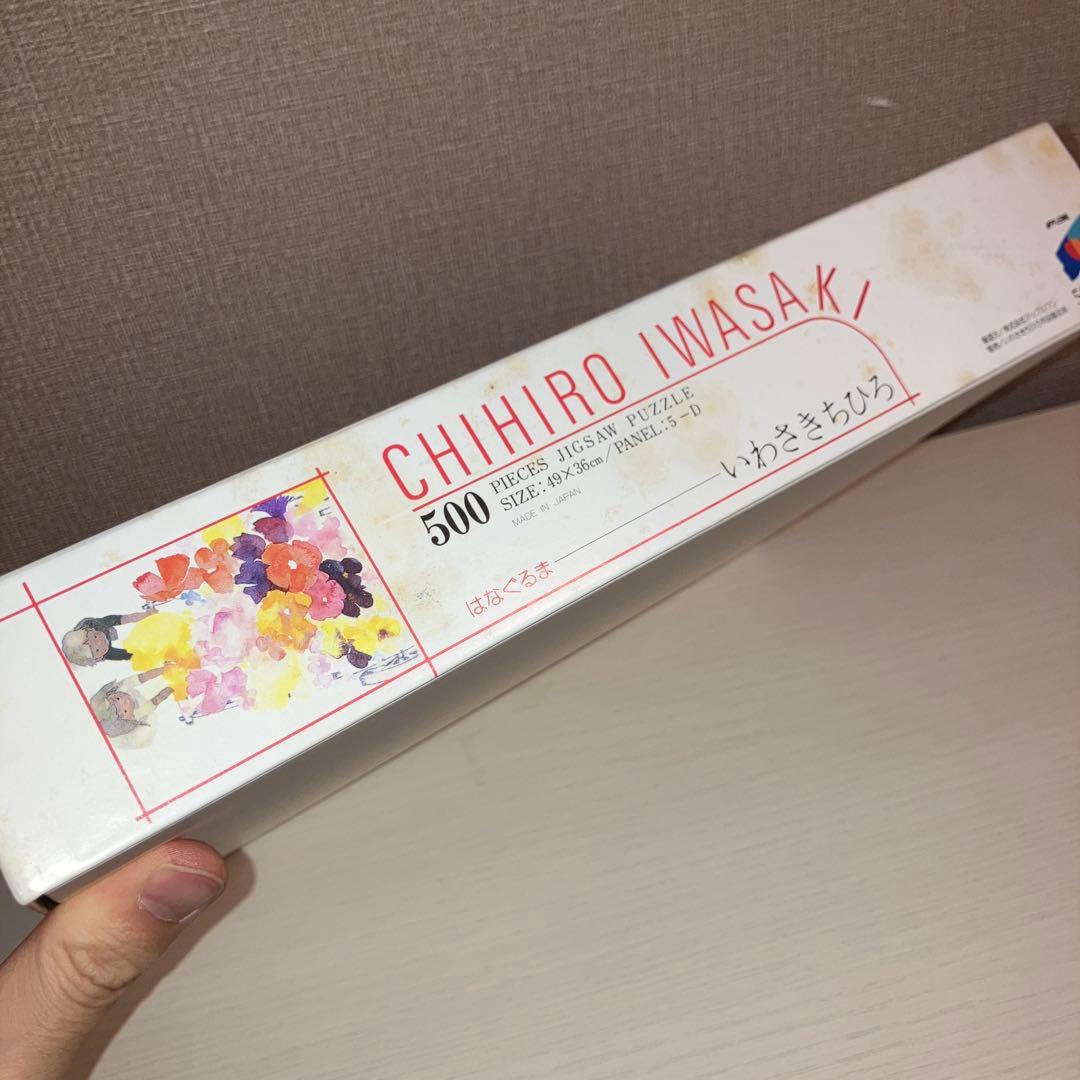 CHIHIRO IWASAKI
500 PIECES JIGSAW PUZZLE
SIZE:49×36cm/PANEL:5-D
MADE IN JAPAN
はなぐるま
いわさきちひろ